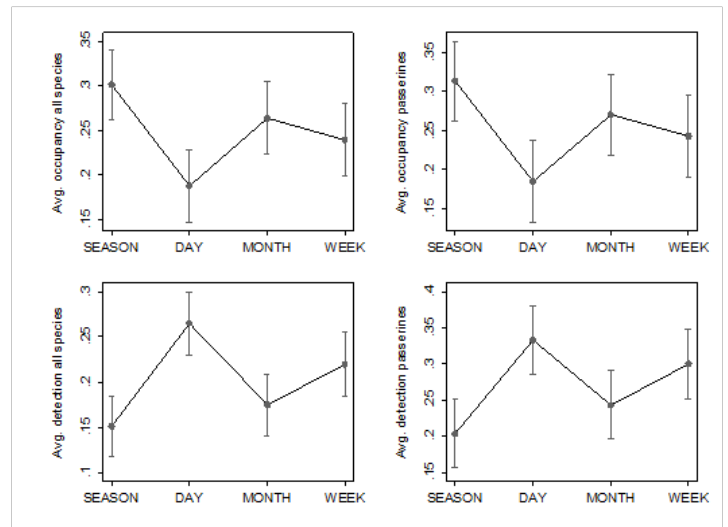 Avg. occupancy all species
.35
.3
.25
.2
.15
SEASON DAY MONTH WEEK
Avg. occupancy passerines
.35
.3
.25
.2
.15
SEASON DAY MONTH WEEK
Avg. detection all species
.3
.25
.2
.15
.1
SEASON DAY MONTH WEEK
Avg. detection passerines
.4
.35
.3
.25
.2
.15
SEASON DAY MONTH WEEK